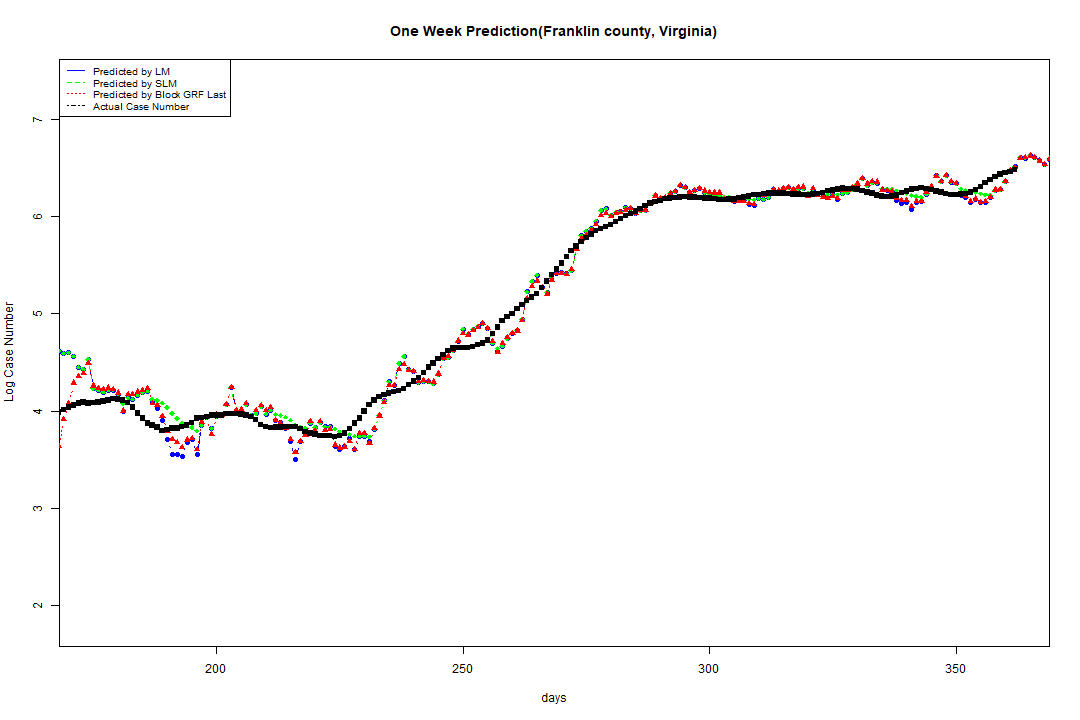 One Week Prediction(Franklin county, Virginia)
Predicted by LM
Predicted by SLM
Predicted by Block GRF Last
Actual Case Number
Log Case Number
7
6
5
4
3
2
200
250
300
350
days